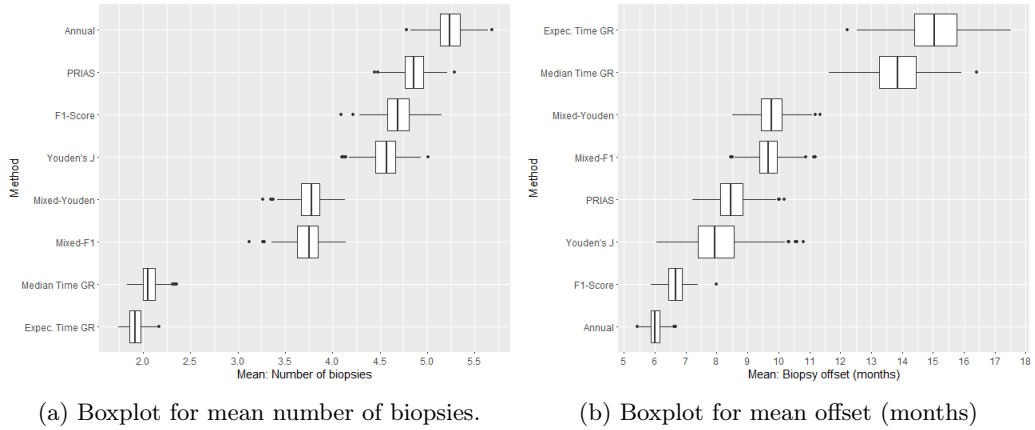 Annual
PRIAS
F1-Score
Youden's J
Mixed-Youden
Mixed-F1
Median Time GR
Expec. Time GR
Method
2.0 2.5 3.0 3.5 4.0 4.5 5.0 5.5
Mean: Number of biopsies
(a) Boxplot for mean number of biopsies.
Expec. Time GR
Median Time GR
Mixed-Youden
Mixed-F1
PRIAS
Youden's J
F1-Score
Annual
Method
5 6 7 8 9 10 11 12 13 14 15 16 17 18
Mean: Biopsy offset (months)
(b) Boxplot for mean offset (months)